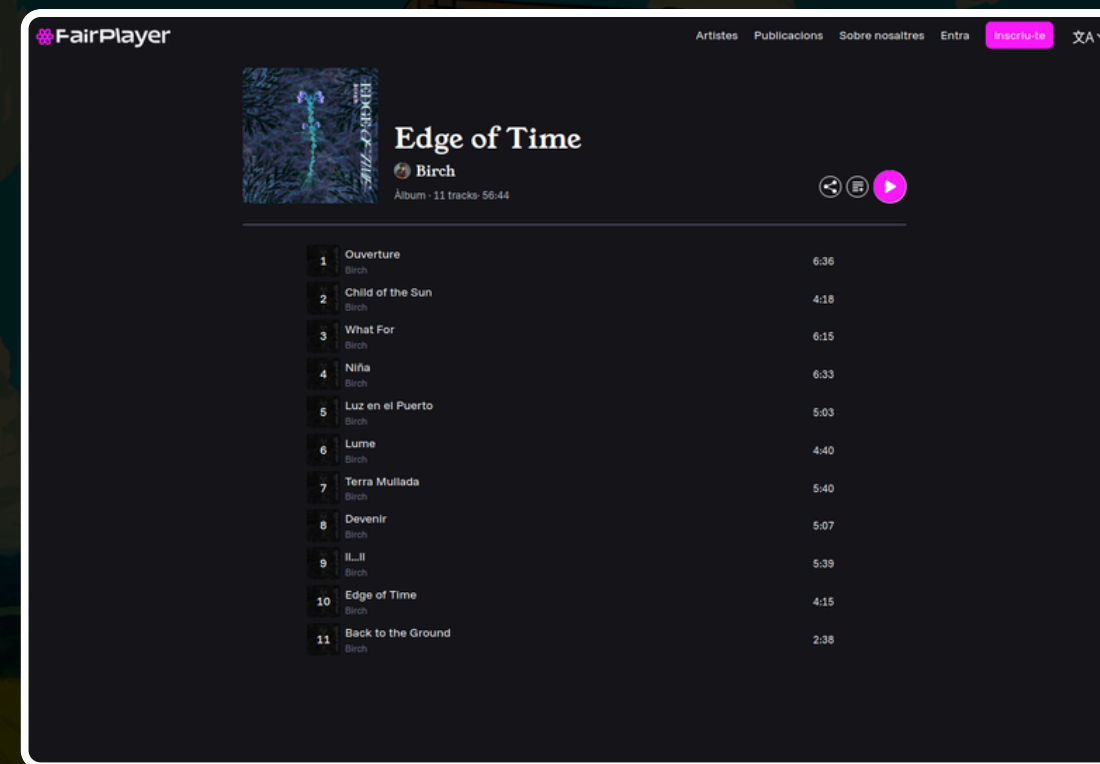 FairPlayer
Artistes Publicacions Sobre nosaltres Entra Inscriu-te 文A
EDGE OF TIME
Edge of Time
Birch
Àlbum · 11 tracks· 56:44
1 Ouverture 6:36
Birch
2 Child of the Sun 4:18
Birch
3 What For 6:15
Birch
4 Niña 6:33
Birch
5 Luz en el Puerto 5:03
Birch
6 Lume 4:40
Birch
7 Terra Mullada 5:40
Birch
8 Devenir 5:07
Birch
9 II...II 5:39
Birch
10 Edge of Time 4:15
Birch
11 Back to the Ground 2:38
Birch